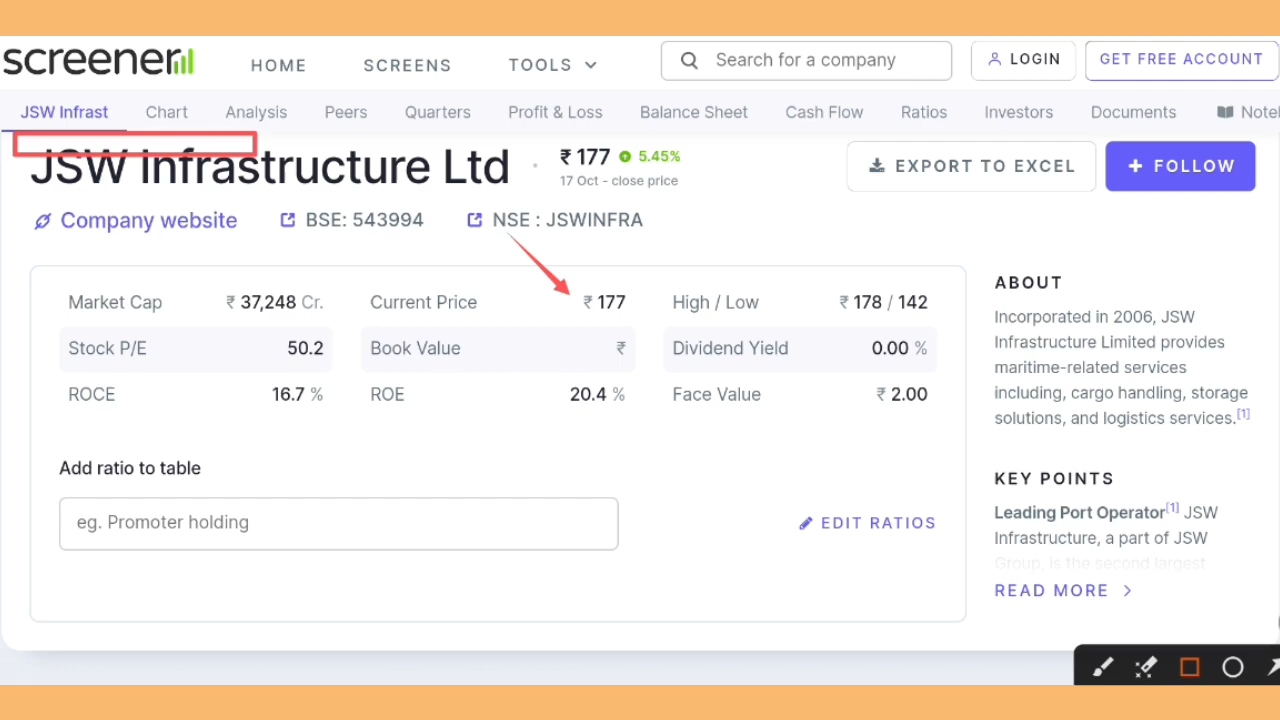 screener
HOME SCREENS TOOLS
Search for a company
LOGIN
GET FREE ACCOUNT
JSW Infrast Chart Analysis Peers Quarters Profit & Loss Balance Sheet Cash Flow Ratios Investors Documents
JSW Infrastructure Ltd
₹ 177 5.45%
17 Oct - close price
EXPORT TO EXCEL
+ FOLLOW
Company website BSE: 543994 NSE : JSWINFRA
Market Cap ₹ 37,248 Cr.
Current Price ₹ 177
High / Low ₹ 178 / 142
Stock P/E 50.2
Book Value ₹
Dividend Yield 0.00 %
ROCE 16.7 %
ROE 20.4 %
Face Value ₹ 2.00
Add ratio to table
eg. Promoter holding
EDIT RATIOS
ABOUT
Incorporated in 2006, JSW
Infrastructure Limited provides
maritime-related services
including, cargo handling, storage
solutions, and logistics services.[1]
KEY POINTS
Leading Port Operator[1] JSW
Infrastructure, a part of JSW
Group, is the second largest
READ MORE